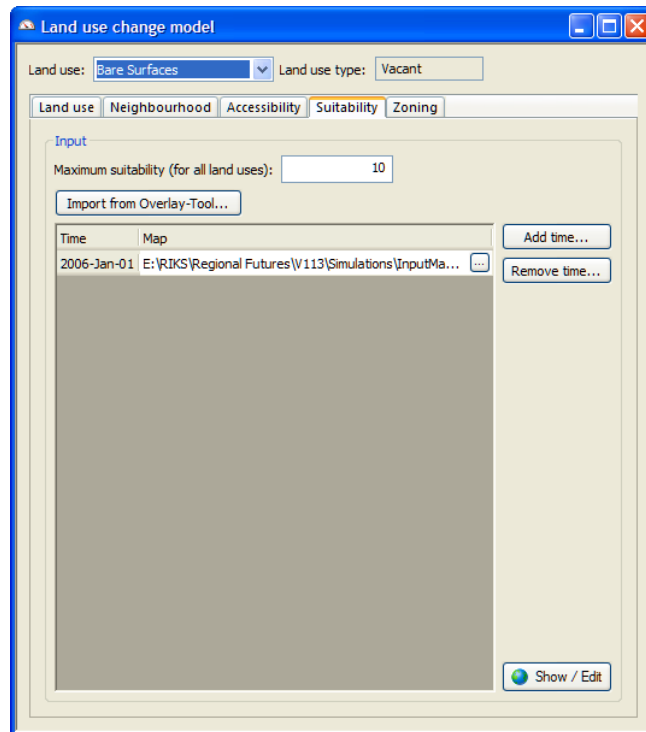 Land use change model
Land use: Bare Surfaces Land use type: Vacant
Land use Neighbourhood Accessibility Suitability Zoning
Input
Maximum suitability (for all land uses): 10
Import from Overlay-Tool...
Time Map Add time...
2006-Jan-01 E:\RIKS\Regional Futures\V113\Simulations\InputMa... ... Remove time...
Show / Edit